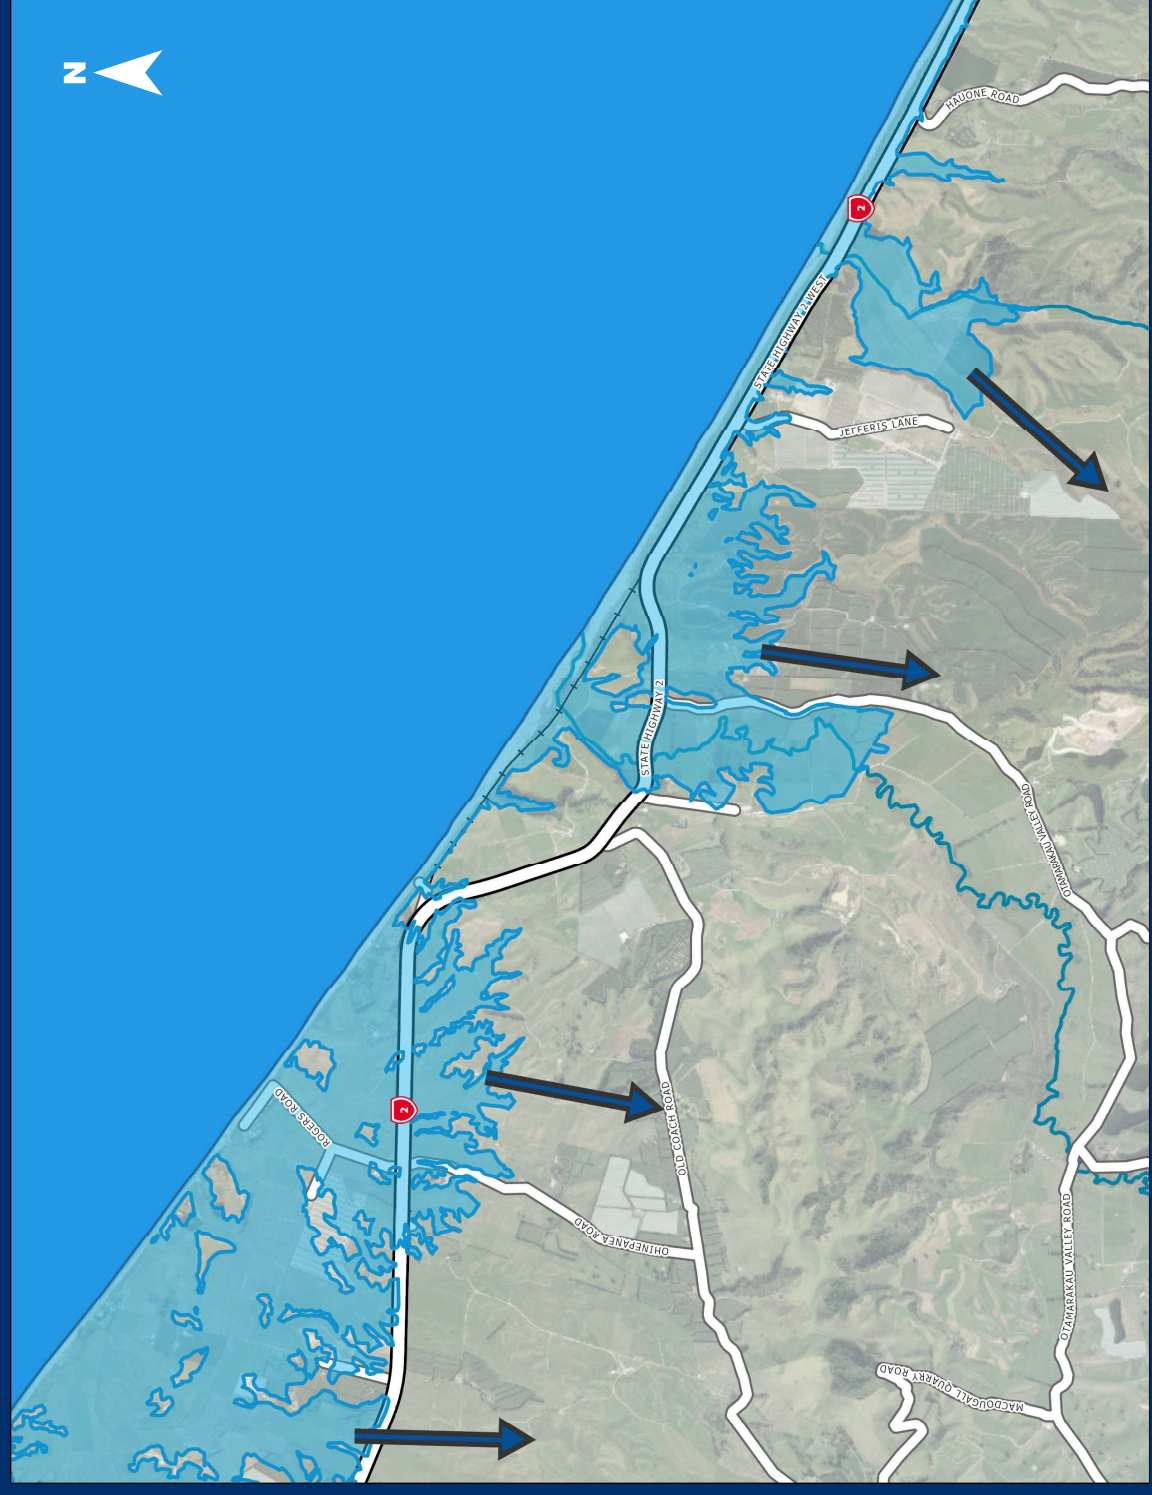 N
HAUONE ROAD
2
STATE HIGHWAY 2 WEST
JEFFERIS LANE
STATE HIGHWAY 2
OTAMARAKAU VALLEY ROAD
ROGERS ROAD
2
OLD COACH ROAD
OHINEPANEA ROAD
OTAMARAKAU VALLEY ROAD
MACDOUGALL QUARRY ROAD